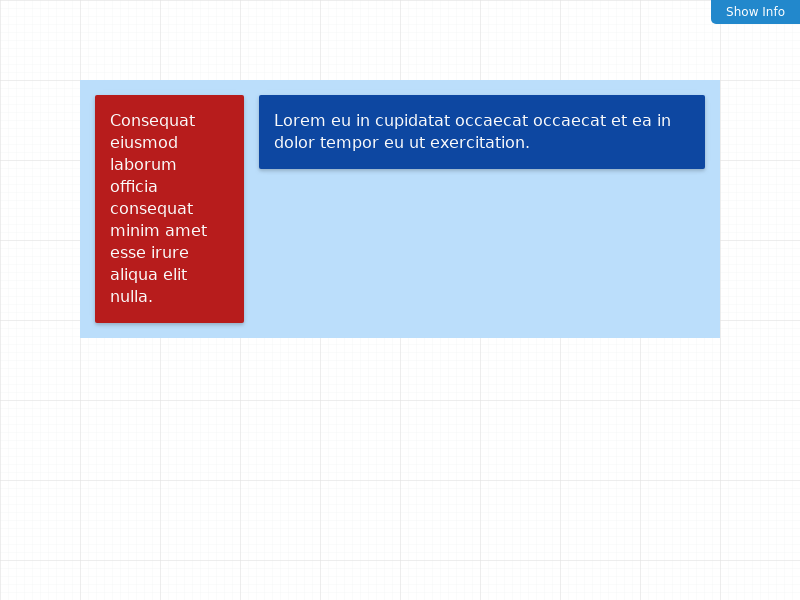 Show Info
Consequat
eiusmod
laborum
officia
consequat
minim amet
esse irure
aliqua elit
nulla.
Lorem eu in cupidatat occaecat occaecat et ea in
dolor tempor eu ut exercitation.